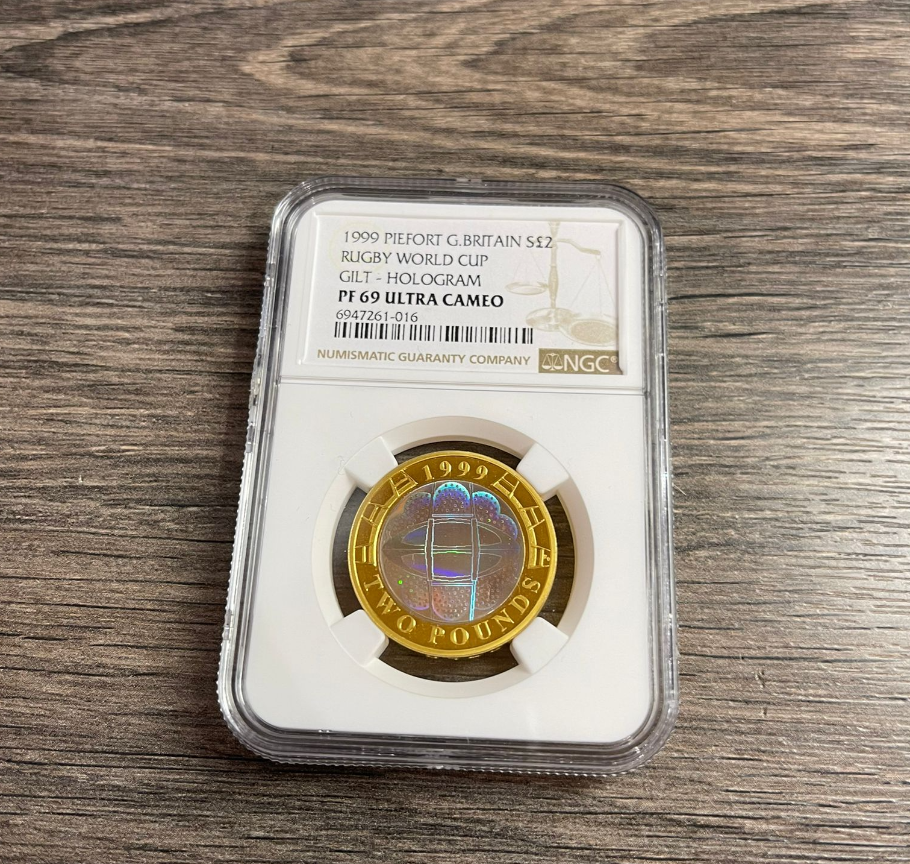 1999 PIEFORT G.BRITAIN S£2
RUGBY WORLD CUP
GILT - HOLOGRAM
PF 69 ULTRA CAMEO
6947261-016
NUMISMATIC GUARANTY COMPANY NGC®
1999
TWO POUNDS